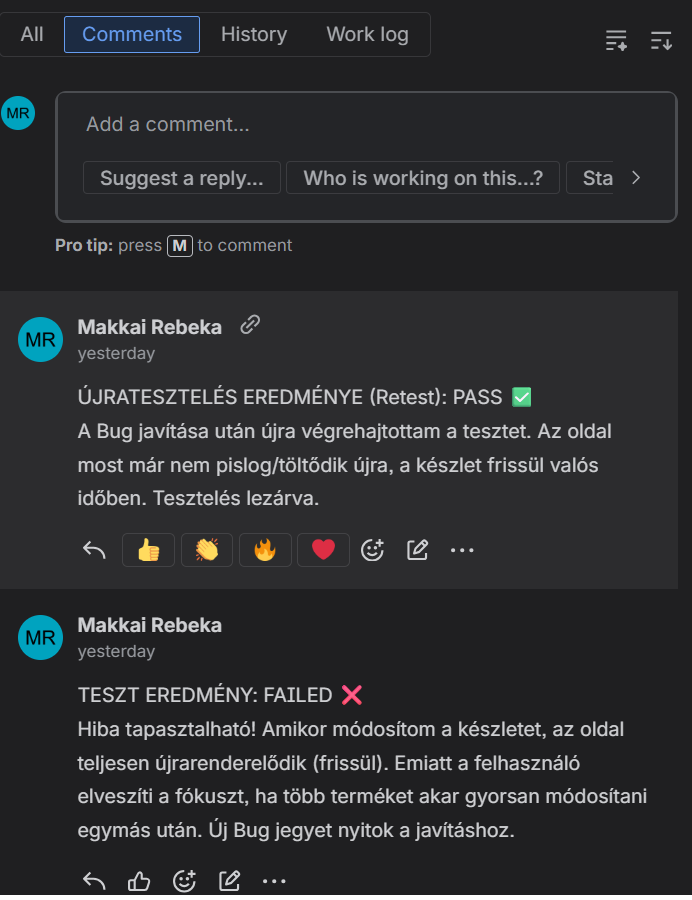 All Comments History Work log
MR
Add a comment...
Suggest a reply... Who is working on this...? Sta
Pro tip: press M to comment
MR
Makkai Rebeka
yesterday
ÚJRATESZTELÉS EREDMÉNYE (Retest): PASS ✅
A Bug javítása után újra végrehajtottam a tesztet. Az oldal
most már nem pislog/töltődik újra, a készlet frissül valós
időben. Tesztelés lezárva.
MR
Makkai Rebeka
yesterday
TESZT EREDMÉNY: FAILED ❌
Hiba tapasztalható! Amikor módosítom a készletet, az oldal
teljesen újrarenderelődik (frissül). Emiatt a felhasználó
elveszíti a fókuszt, ha több terméket akar gyorsan módosítani
egymás után. Új Bug jegyet nyitok a javításhoz.